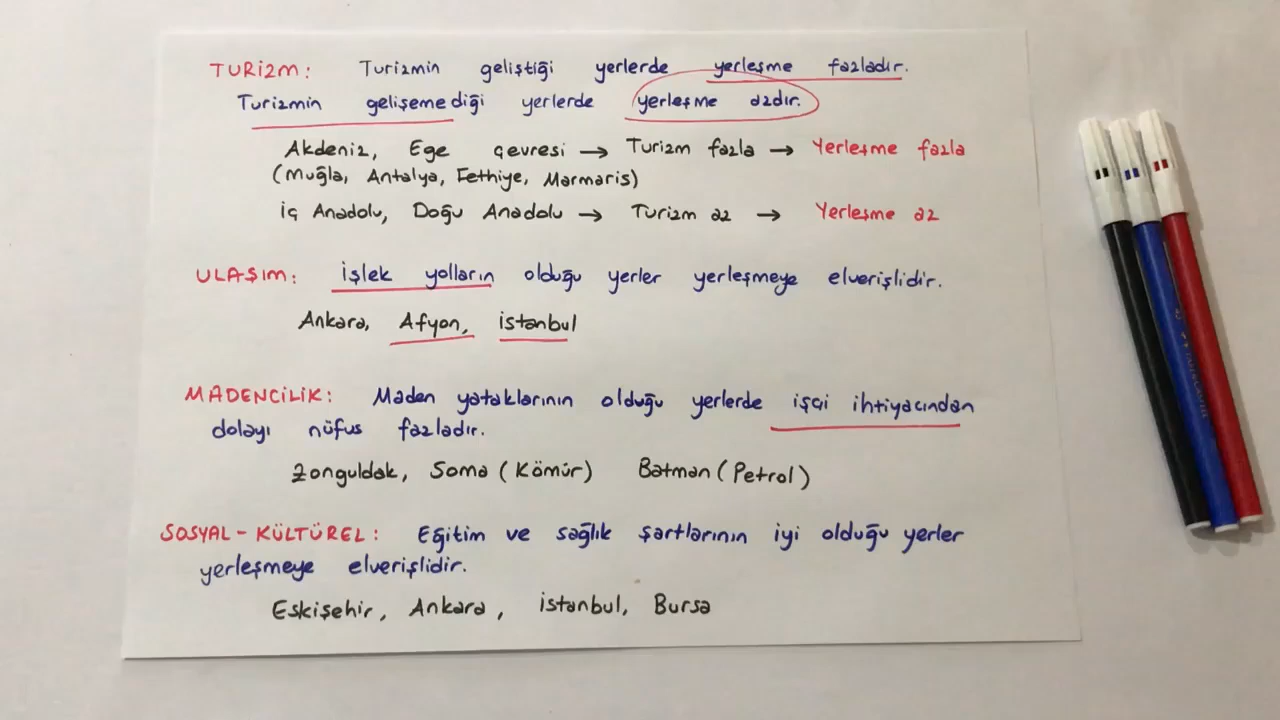 TURİZM: Turizmin geliştiği yerlerde yerleşme fazladır.
Turizmin gelişemediği yerlerde yerleşme azdır.
Akdeniz, Ege çevresi → Turizm fazla → Yerleşme fazla
(Muğla, Antalya, Fethiye, Marmaris)
İç Anadolu, Doğu Anadolu → Turizm az → Yerleşme az
ULAŞIM: İşlek yolların olduğu yerler yerleşmeye elverişlidir.
Ankara, Afyon, İstanbul
MADENCİLİK: Maden yataklarının olduğu yerlerde işçi ihtiyacından
dolayı nüfus fazladır.
Zonguldak, Soma (Kömür) Batman (Petrol)
SOSYAL-KÜLTÜREL: Eğitim ve sağlık şartlarının iyi olduğu yerler
yerleşmeye elverişlidir.
Eskişehir, Ankara, İstanbul, Bursa